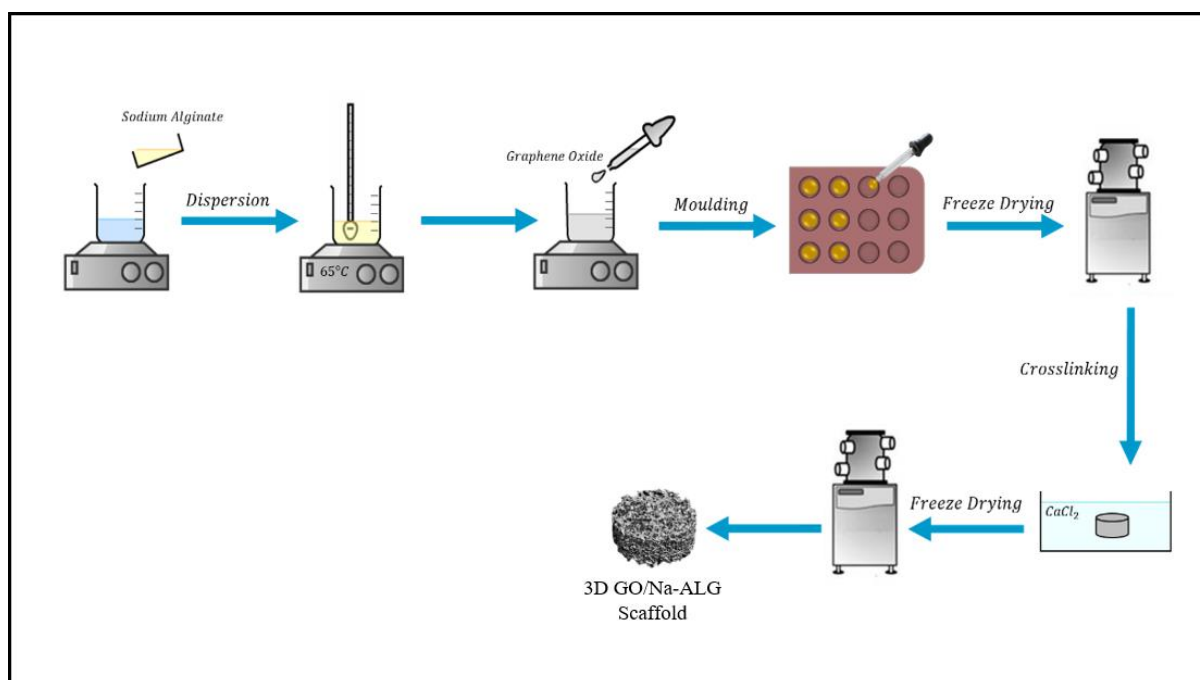 Sodium Alginate
Dispersion
65°C
Graphene Oxide
Moulding
Freeze Drying
Crosslinking
CaCl₂
Freeze Drying
3D GO/Na-ALG
Scaffold